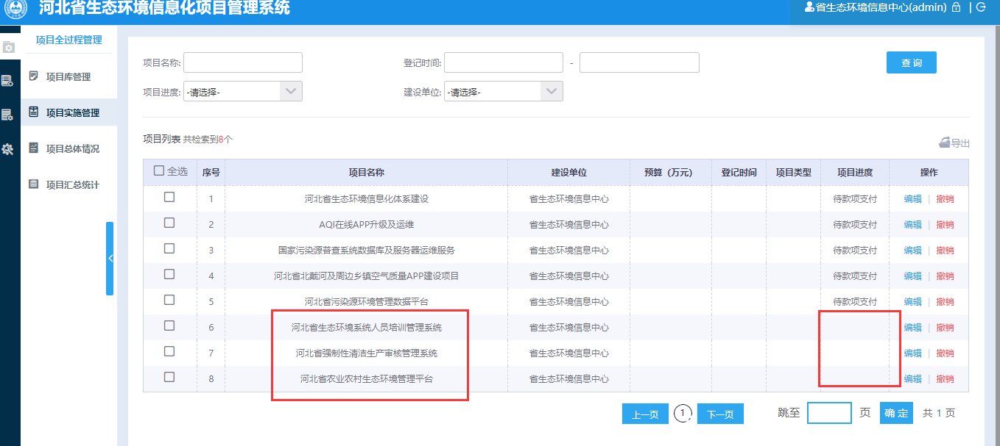 河北省生态环境信息化项目管理系统
省生态环境信息中心(admin)
项目全过程管理
项目库管理
项目实施管理
项目总体情况
项目汇总统计
项目名称: 登记时间: - 查 询
项目进度: -请选择- 建设单位: -请选择-
项目列表 共检索到8个
导出
全选 序号 项目名称 建设单位 预算（万元） 登记时间 项目类型 项目进度 操作
1 河北省生态环境信息化体系建设 省生态环境信息中心 待款项支付 编辑 | 撤销
2 AQI在线APP升级及运维 省生态环境信息中心 待款项支付 编辑 | 撤销
3 国家污染源普查系统数据库及服务器运维服务 省生态环境信息中心 待款项支付 编辑 | 撤销
4 河北省北戴河及周边乡镇空气质量APP建设项目 省生态环境信息中心 待款项支付 编辑 | 撤销
5 河北省污染源环境管理数据平台 省生态环境信息中心 待款项支付 编辑 | 撤销
6 河北省生态环境系统人员培训管理系统 省生态环境信息中心 编辑 | 撤销
7 河北省强制性清洁生产审核管理系统 省生态环境信息中心 编辑 | 撤销
8 河北省农业农村生态环境管理平台 省生态环境信息中心 编辑 | 撤销
上一页 1 下一页 跳至 页 确 定 共 1 页